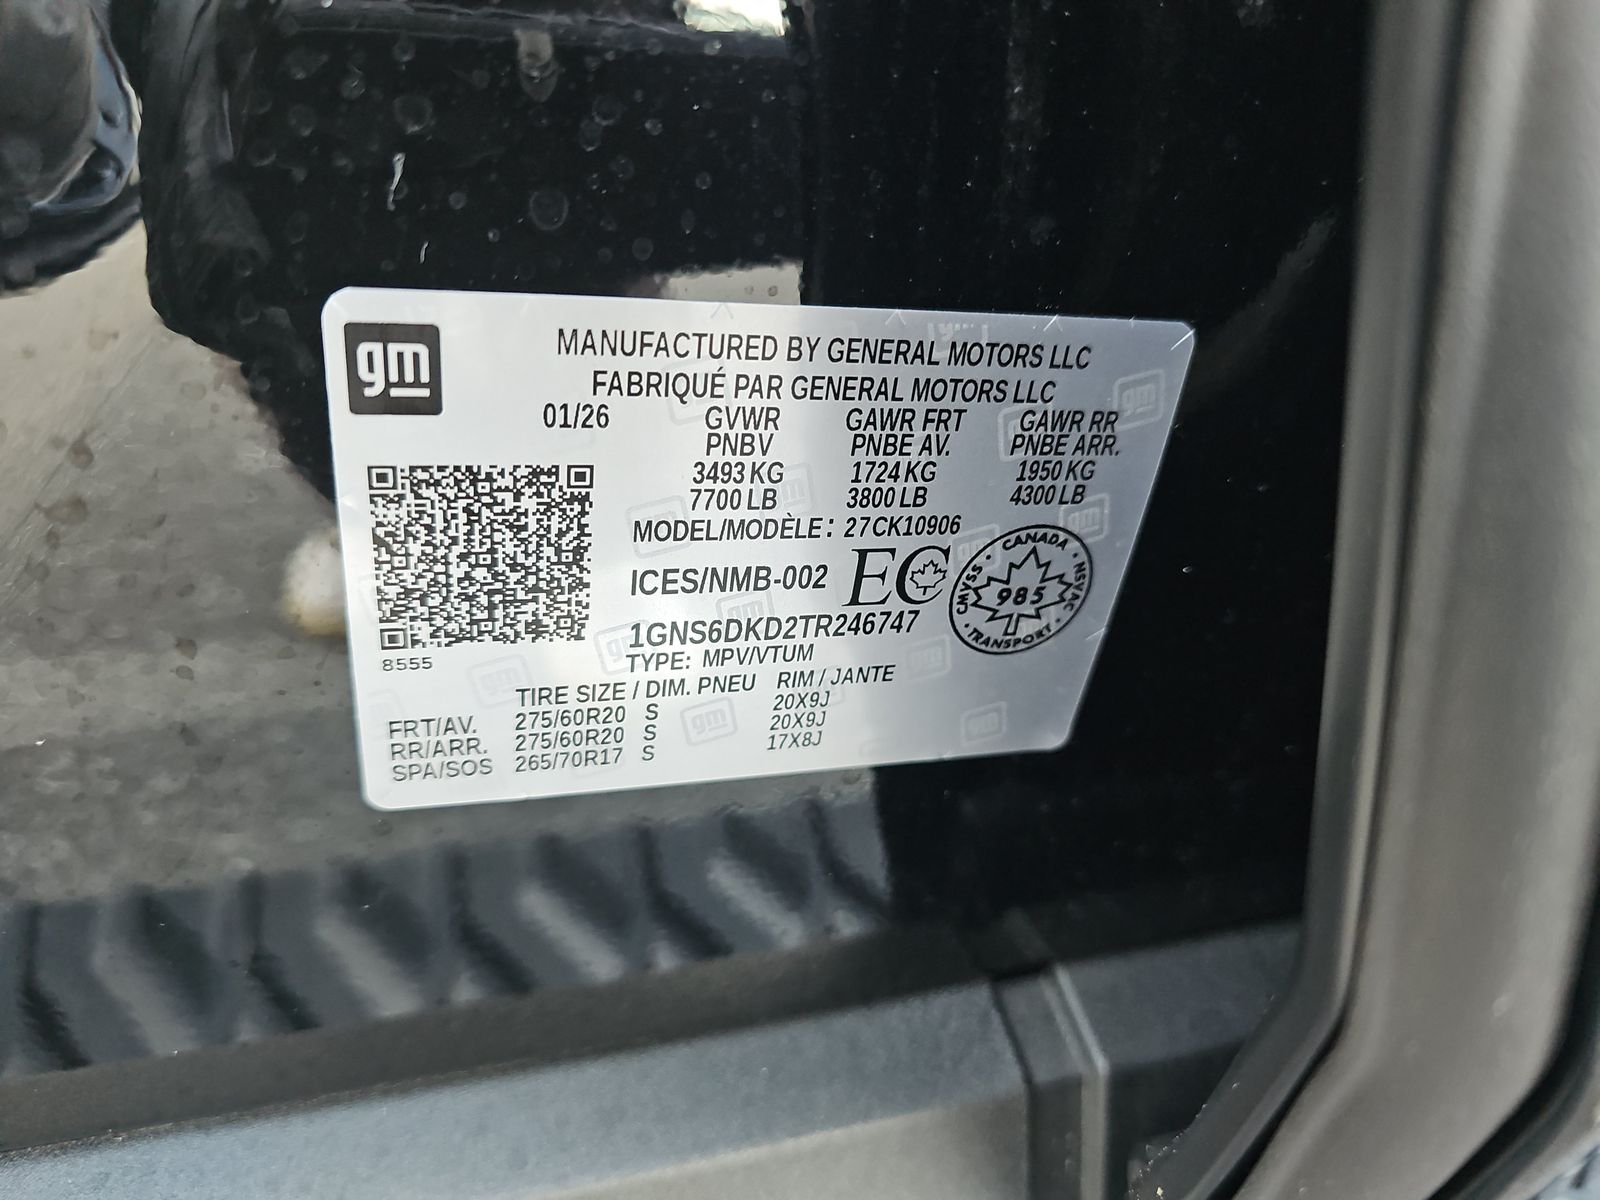 gm
MANUFACTURED BY GENERAL MOTORS LLC
FABRIQUÉ PAR GENERAL MOTORS LLC
01/26 GVWR GAWR FRT GAWR RR
PNBV PNBE AV. PNBE ARR.
3493 KG 1724 KG 1950 KG
7700 LB 3800 LB 4300 LB
MODEL/MODÈLE: 27CK10906
ICES/NMB-002 EC
CANADA
CMVSS 985 NSVAC
TRANSPORT
1GNS6DKD2TR246747
8555 TYPE: MPV/VTUM
TIRE SIZE / DIM. PNEU RIM / JANTE
FRT/AV. 275/60R20 S 20X9J
RR/ARR. 275/60R20 S 20X9J
SPA/SOS 265/70R17 S 17X8J